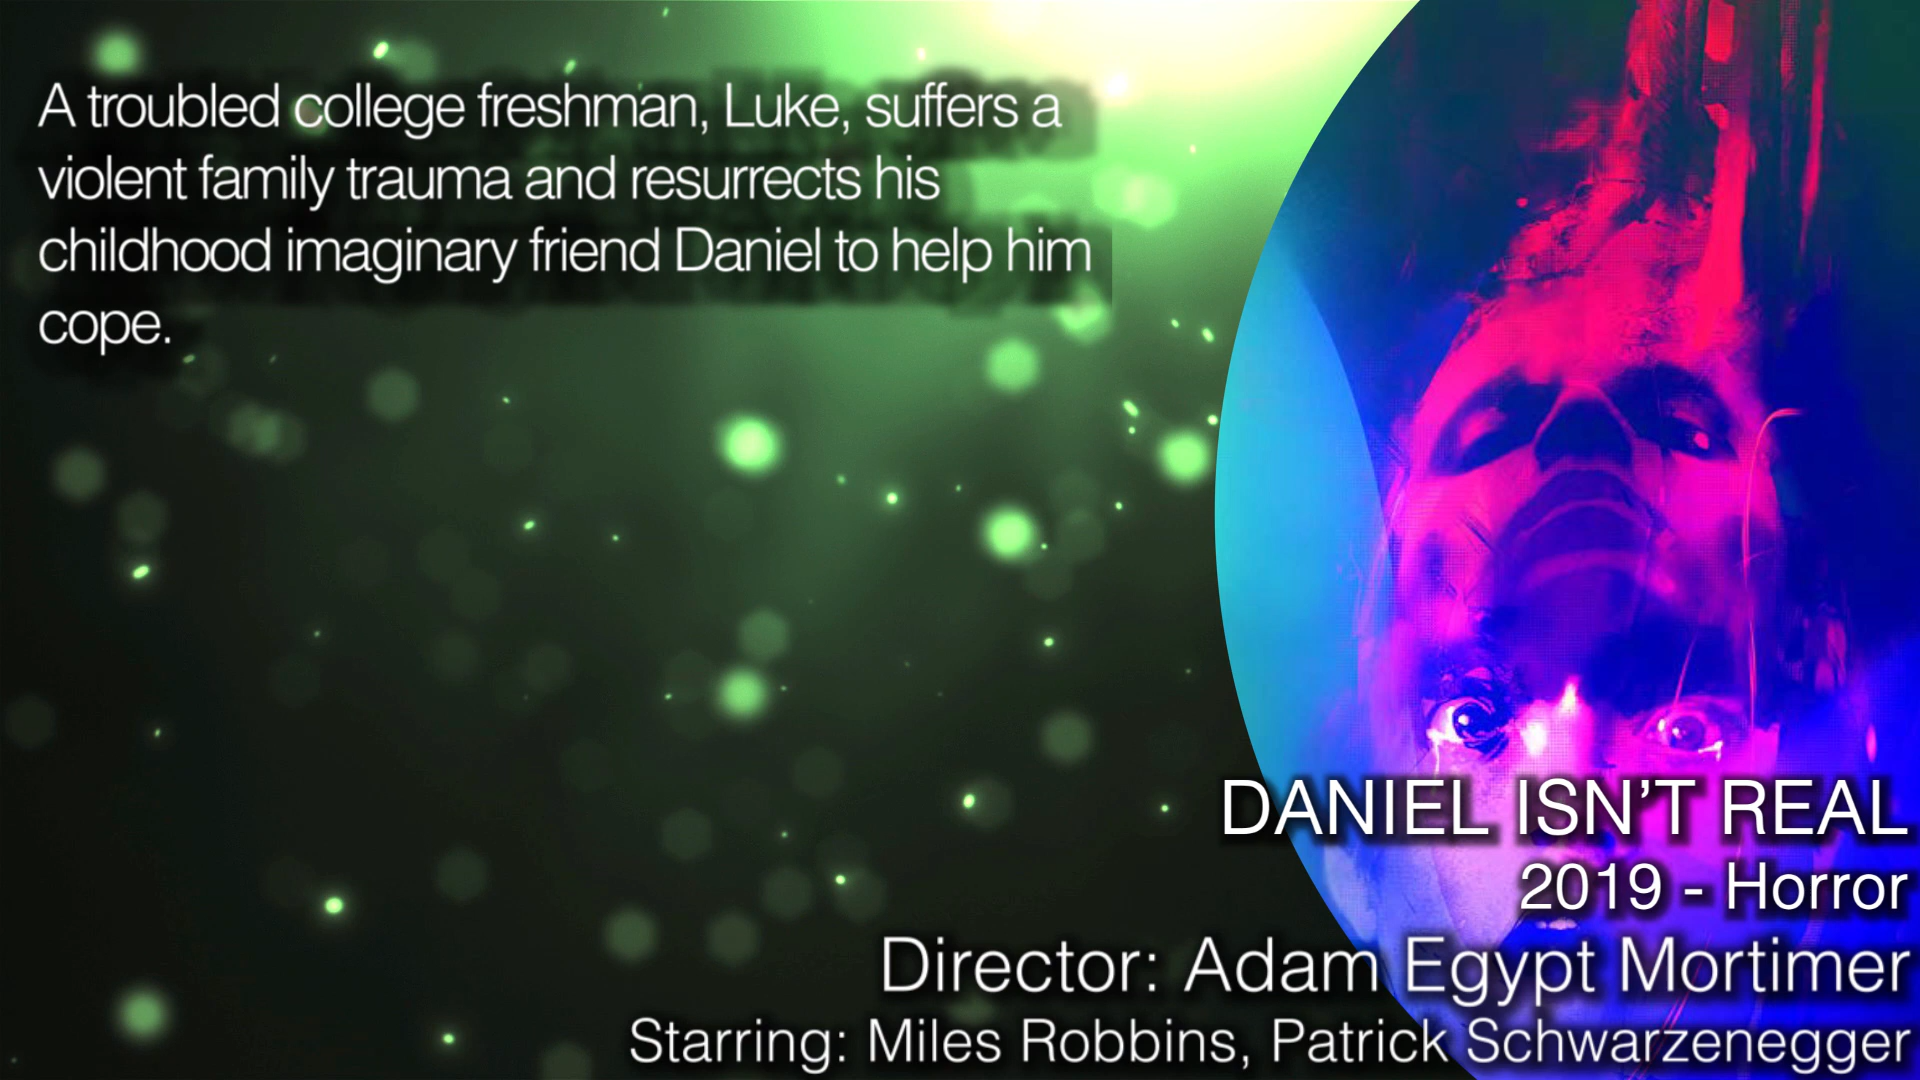 A troubled college freshman, Luke, suffers a
violent family trauma and resurrects his
childhood imaginary friend Daniel to help him
cope.
DANIEL ISN’T REAL
2019 - Horror
Director: Adam Egypt Mortimer
Starring: Miles Robbins, Patrick Schwarzenegger